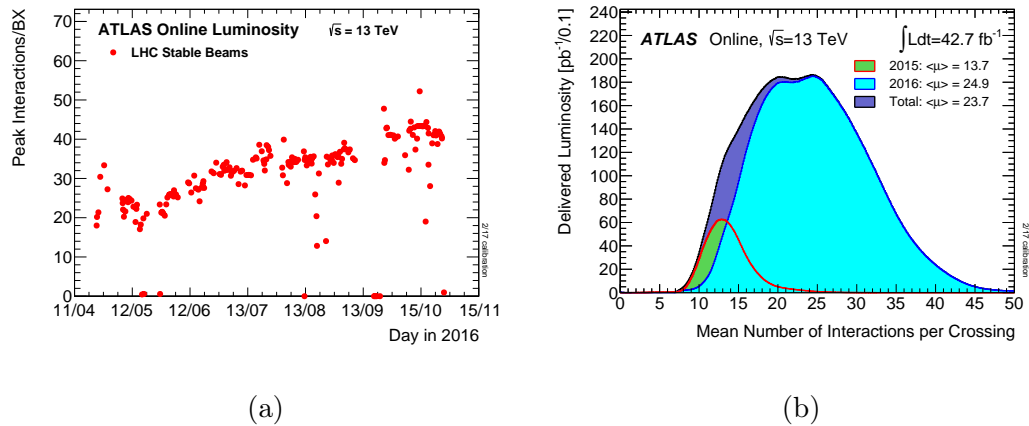 ATLAS Online Luminosity √s = 13 TeV
LHC Stable Beams
Peak Interactions/BX
70
60
50
40
30
20
10
0
11/04 12/05 12/06 13/07 13/08 13/09 15/10 15/11
Day in 2016
2/17 calibration
(a)
ATLAS Online, √s=13 TeV ∫Ldt=42.7 fb⁻¹
2015: <μ> = 13.7
2016: <μ> = 24.9
Total: <μ> = 23.7
Delivered Luminosity [pb⁻¹/0.1]
240
220
200
180
160
140
120
100
80
60
40
20
0
0 5 10 15 20 25 30 35 40 45 50
Mean Number of Interactions per Crossing
2/17 calibration
(b)